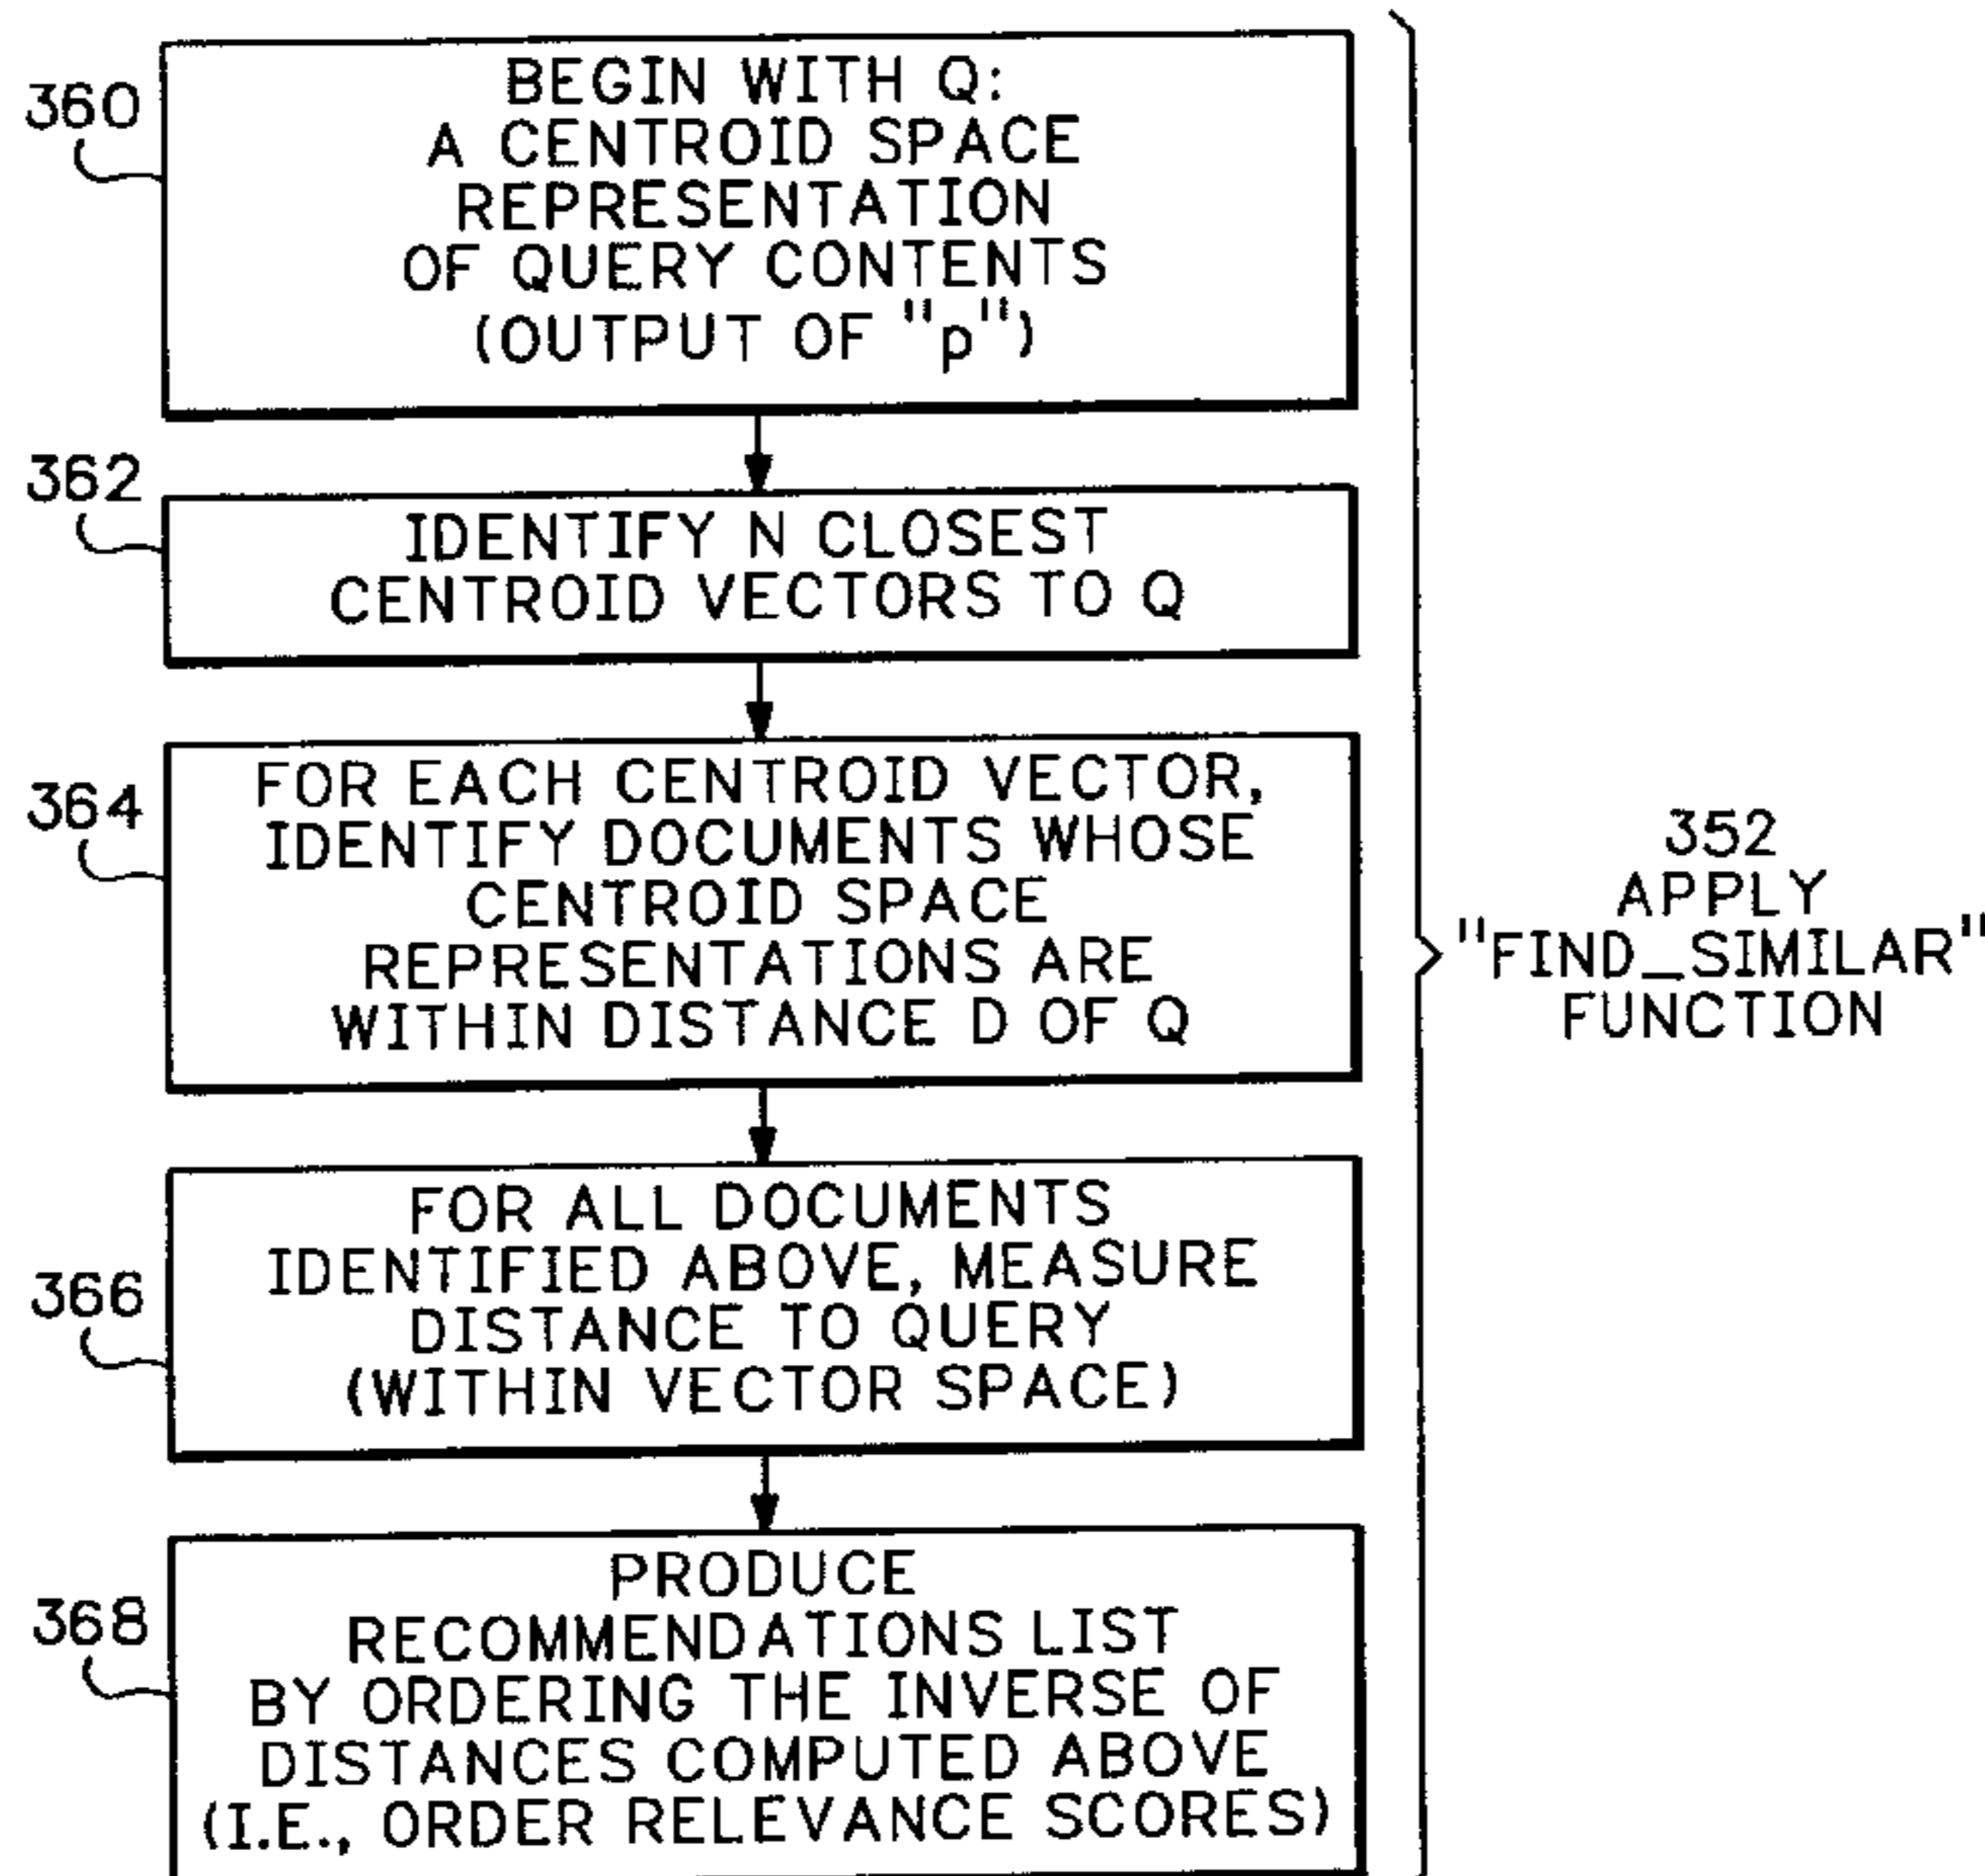 360
BEGIN WITH Q:
A CENTROID SPACE
REPRESENTATION
OF QUERY CONTENTS
(OUTPUT OF "p")
362
IDENTIFY N CLOSEST
CENTROID VECTORS TO Q
364
FOR EACH CENTROID VECTOR,
IDENTIFY DOCUMENTS WHOSE
CENTROID SPACE
REPRESENTATIONS ARE
WITHIN DISTANCE D OF Q
366
FOR ALL DOCUMENTS
IDENTIFIED ABOVE, MEASURE
DISTANCE TO QUERY
(WITHIN VECTOR SPACE)
368
PRODUCE
RECOMMENDATIONS LIST
BY ORDERING THE INVERSE OF
DISTANCES COMPUTED ABOVE
(I.E., ORDER RELEVANCE SCORES)
352
APPLY
"FIND_SIMILAR"
FUNCTION